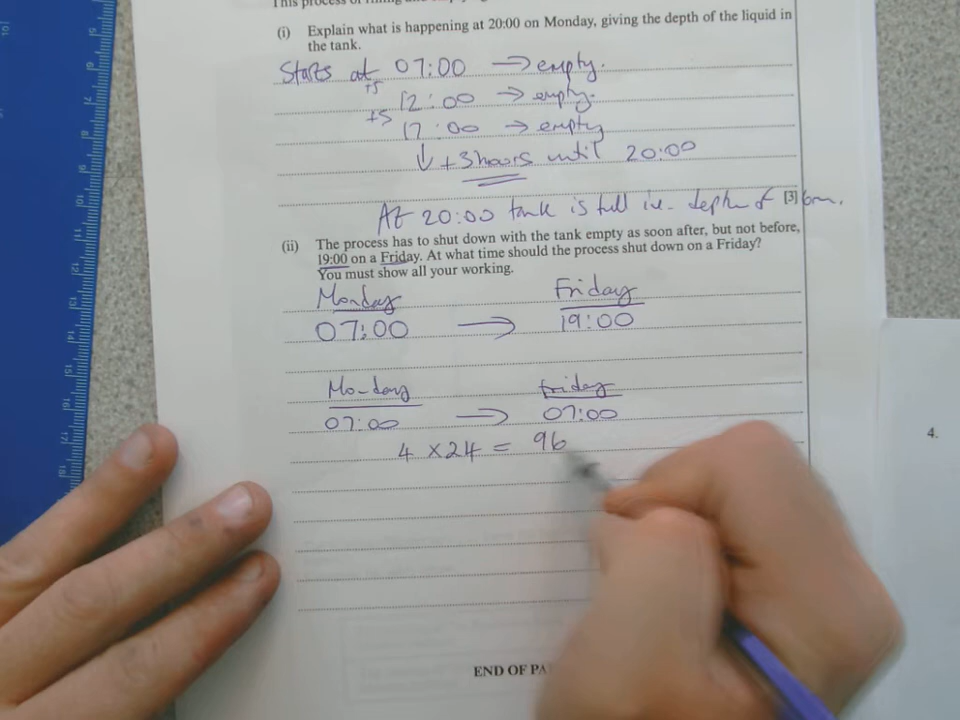 This process of
(i) Explain what is happening at 20:00 on Monday, giving the depth of the liquid in
the tank.
Starts at 07:00 → empty.
+5
12:00 → empty.
+5
17:00 → empty
↓ +3 hours until 20:00
[3]
At 20:00 tank is full i.e. depth of 6m.
(ii) The process has to shut down with the tank empty as soon after, but not before,
19:00 on a Friday. At what time should the process shut down on a Friday?
You must show all your working.
Monday Friday
07:00 → 19:00
Monday Friday
07:00 → 07:00
4 × 24 = 96
END OF PA
4.